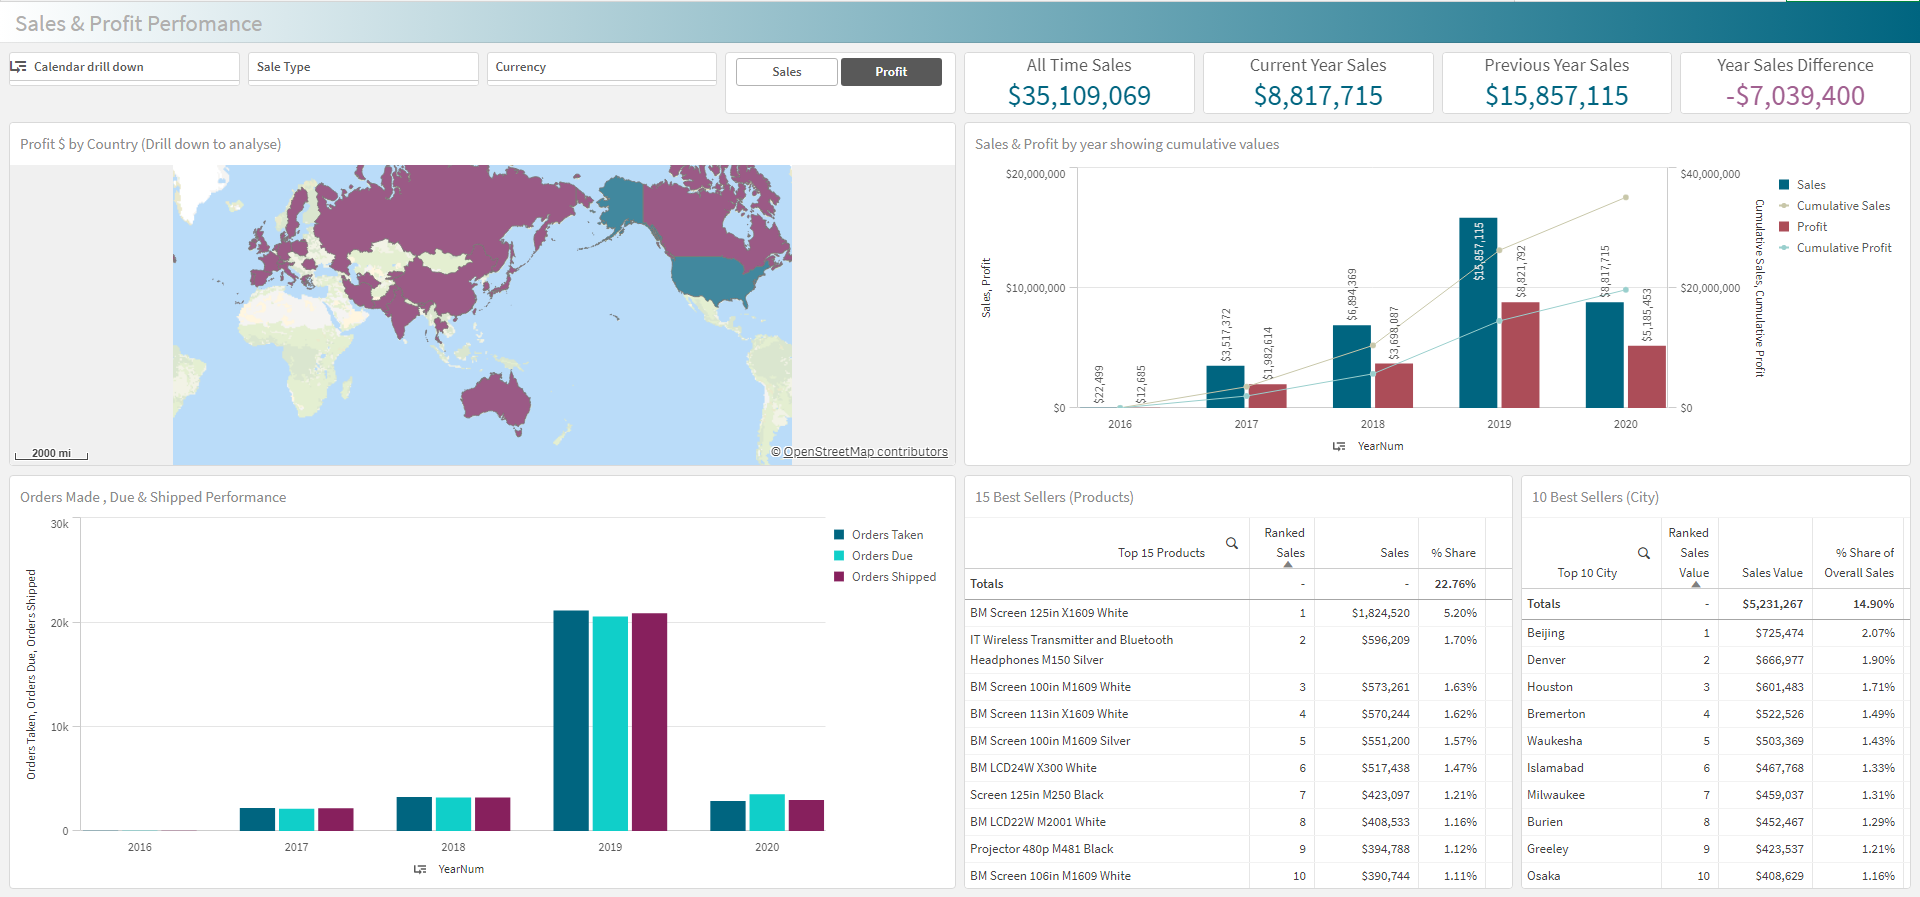 Sales & Profit Perfomance
Calendar drill down
Sale Type
Currency
Sales
Profit
All Time Sales
$35,109,069
Current Year Sales
$8,817,715
Previous Year Sales
$15,857,115
Year Sales Difference
-$7,039,400
Profit $ by Country (Drill down to analyse)
2000 mi
© OpenStreetMap contributors
Sales & Profit by year showing cumulative values
Sales, Profit
$20,000,000
$10,000,000
$0
$22,499
$12,685
$3,517,372
$1,982,614
$6,894,369
$3,698,087
$15,857,115
$8,821,792
$8,817,715
$5,185,453
$40,000,000
$20,000,000
$0
Cumulative Sales, Cumulative Profit
2016
2017
2018
2019
2020
YearNum
Sales
Cumulative Sales
Profit
Cumulative Profit
Orders Made , Due & Shipped Performance
Orders Taken, Orders Due, Orders Shipped
30k
20k
10k
0
2016
2017
2018
2019
2020
YearNum
Orders Taken
Orders Due
Orders Shipped
15 Best Sellers (Products)
Top 15 Products Ranked Sales Sales % Share
Totals - - 22.76%
BM Screen 125in X1609 White 1 $1,824,520 5.20%
IT Wireless Transmitter and Bluetooth 2 $596,209 1.70%
Headphones M150 Silver
BM Screen 100in M1609 White 3 $573,261 1.63%
BM Screen 113in X1609 White 4 $570,244 1.62%
BM Screen 100in M1609 Silver 5 $551,200 1.57%
BM LCD24W X300 White 6 $517,438 1.47%
Screen 125in M250 Black 7 $423,097 1.21%
BM LCD22W M2001 White 8 $408,533 1.16%
Projector 480p M481 Black 9 $394,788 1.12%
BM Screen 106in M1609 White 10 $390,744 1.11%
10 Best Sellers (City)
Top 10 City Ranked Sales Value Sales Value % Share of Overall Sales
Totals - $5,231,267 14.90%
Beijing 1 $725,474 2.07%
Denver 2 $666,977 1.90%
Houston 3 $601,483 1.71%
Bremerton 4 $522,526 1.49%
Waukesha 5 $503,369 1.43%
Islamabad 6 $467,768 1.33%
Milwaukee 7 $459,037 1.31%
Burien 8 $452,467 1.29%
Greeley 9 $423,537 1.21%
Osaka 10 $408,629 1.16%